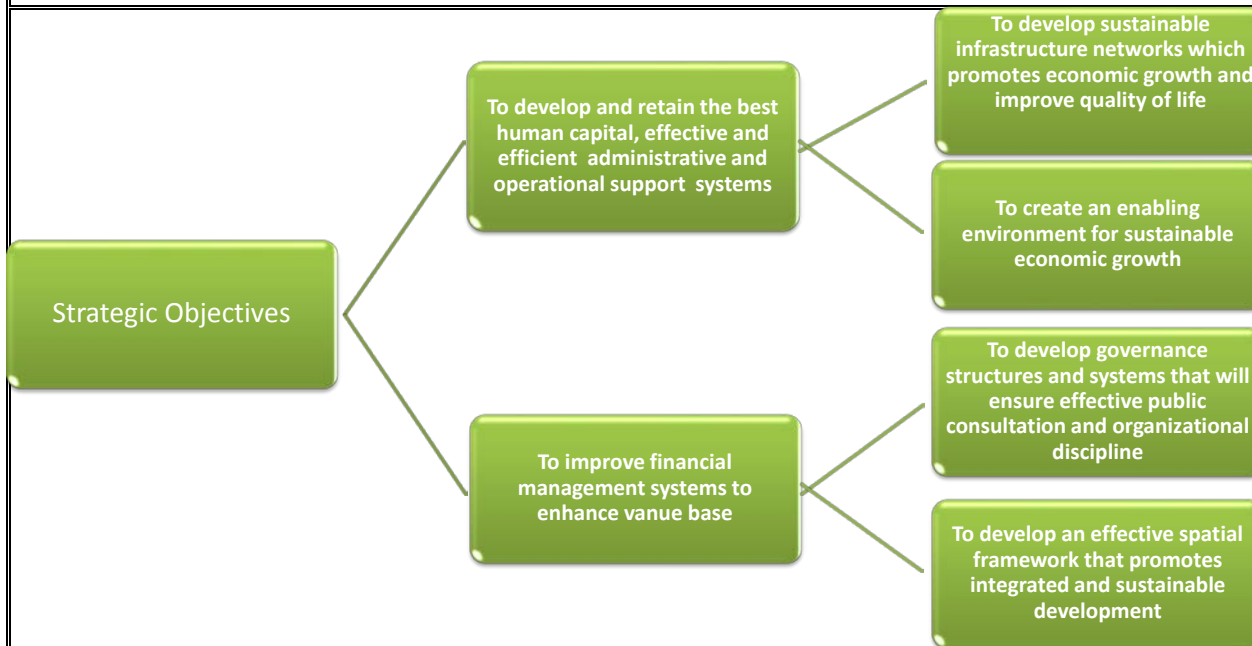 Strategic Objectives
To develop and retain the best
human capital, effective and
efficient administrative and
operational support systems
To develop sustainable
infrastructure networks which
promotes economic growth and
improve quality of life
To create an enabling
environment for sustainable
economic growth
To improve financial
management systems to
enhance vanue base
To develop governance
structures and systems that will
ensure effective public
consultation and organizational
discipline
To develop an effective spatial
framework that promotes
integrated and sustainable
development